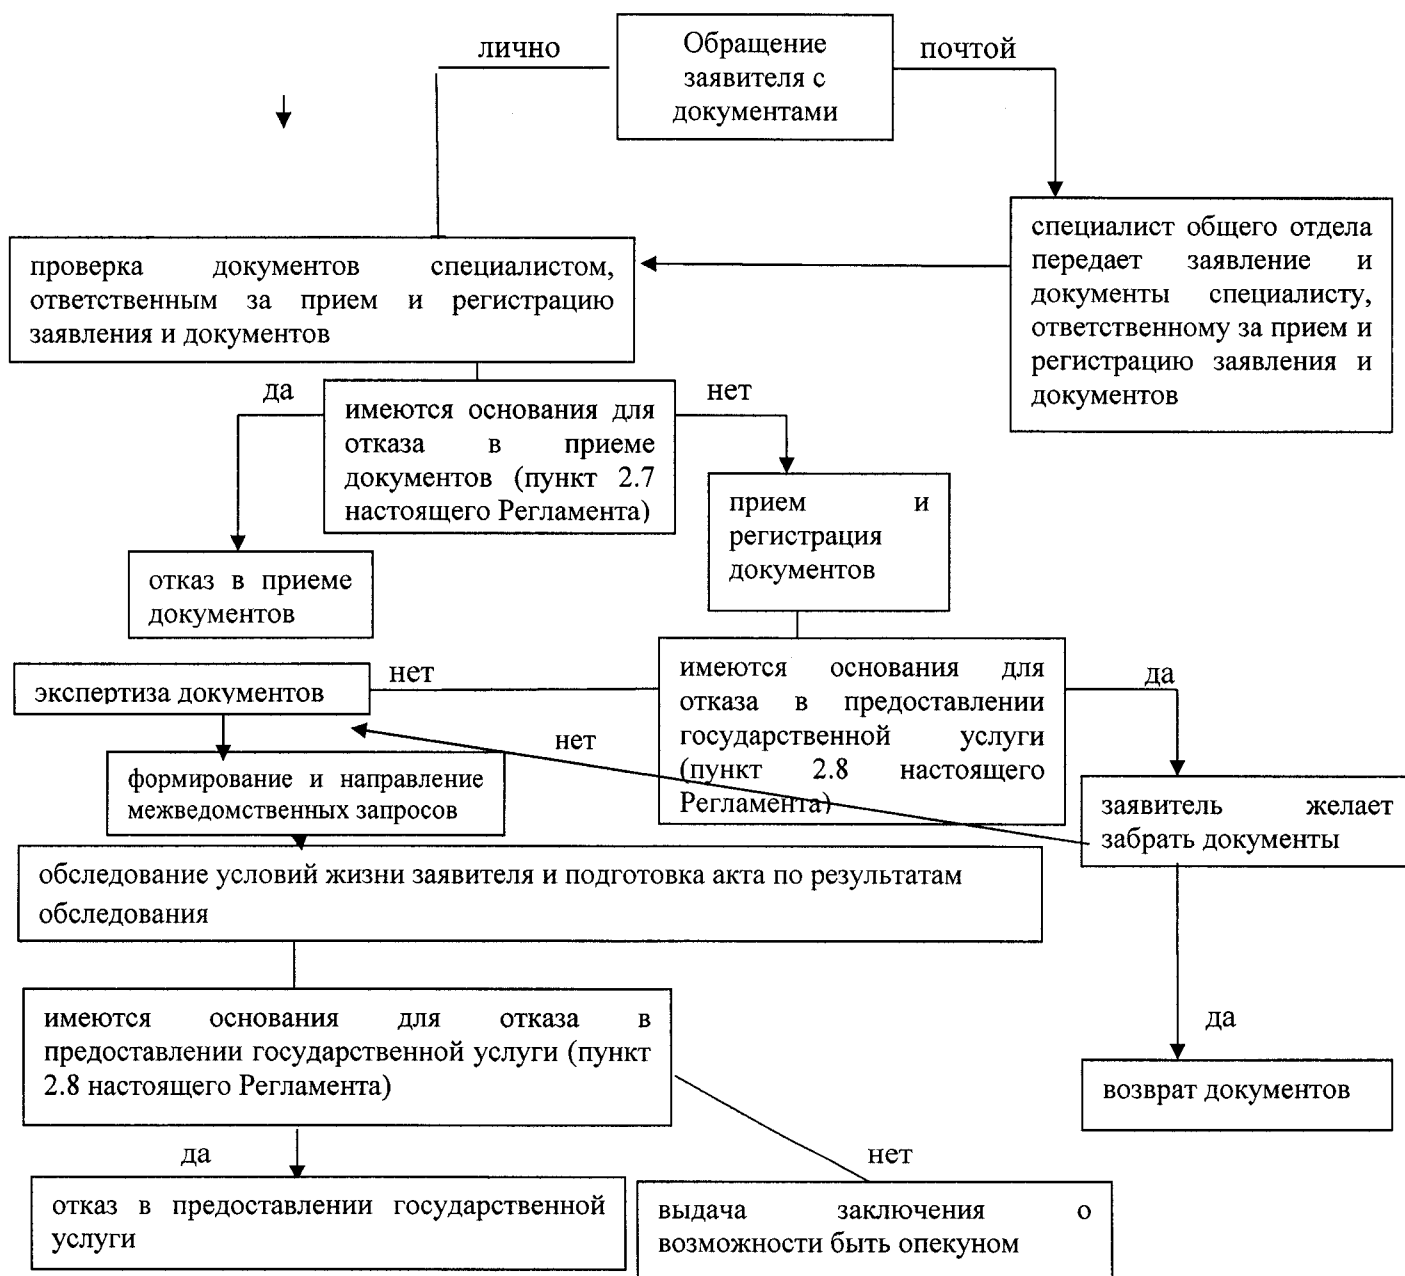 лично
Обращение
заявителя с
документами
почтой
специалист общего отдела
передает заявление и
документы специалисту,
ответственному за прием и
регистрацию заявления и
документов
проверка документов специалистом,
ответственным за прием и регистрацию
заявления и документов
да
имеются основания для
отказа в приеме
документов (пункт 2.7
настоящего Регламента)
нет
прием и
регистрация
документов
отказ в приеме
документов
экспертиза документов
нет
имеются основания для
отказа в предоставлении
государственной услуги
(пункт 2.8 настоящего
Регламента)
да
нет
формирование и направление
межведомственных запросов
заявитель желает
забрать документы
обследование условий жизни заявителя и подготовка акта по результатам
обследования
имеются основания для отказа в
предоставлении государственной услуги (пункт
2.8 настоящего Регламента)
да
возврат документов
да
нет
отказ в предоставлении государственной
услуги
выдача заключения о
возможности быть опекуном